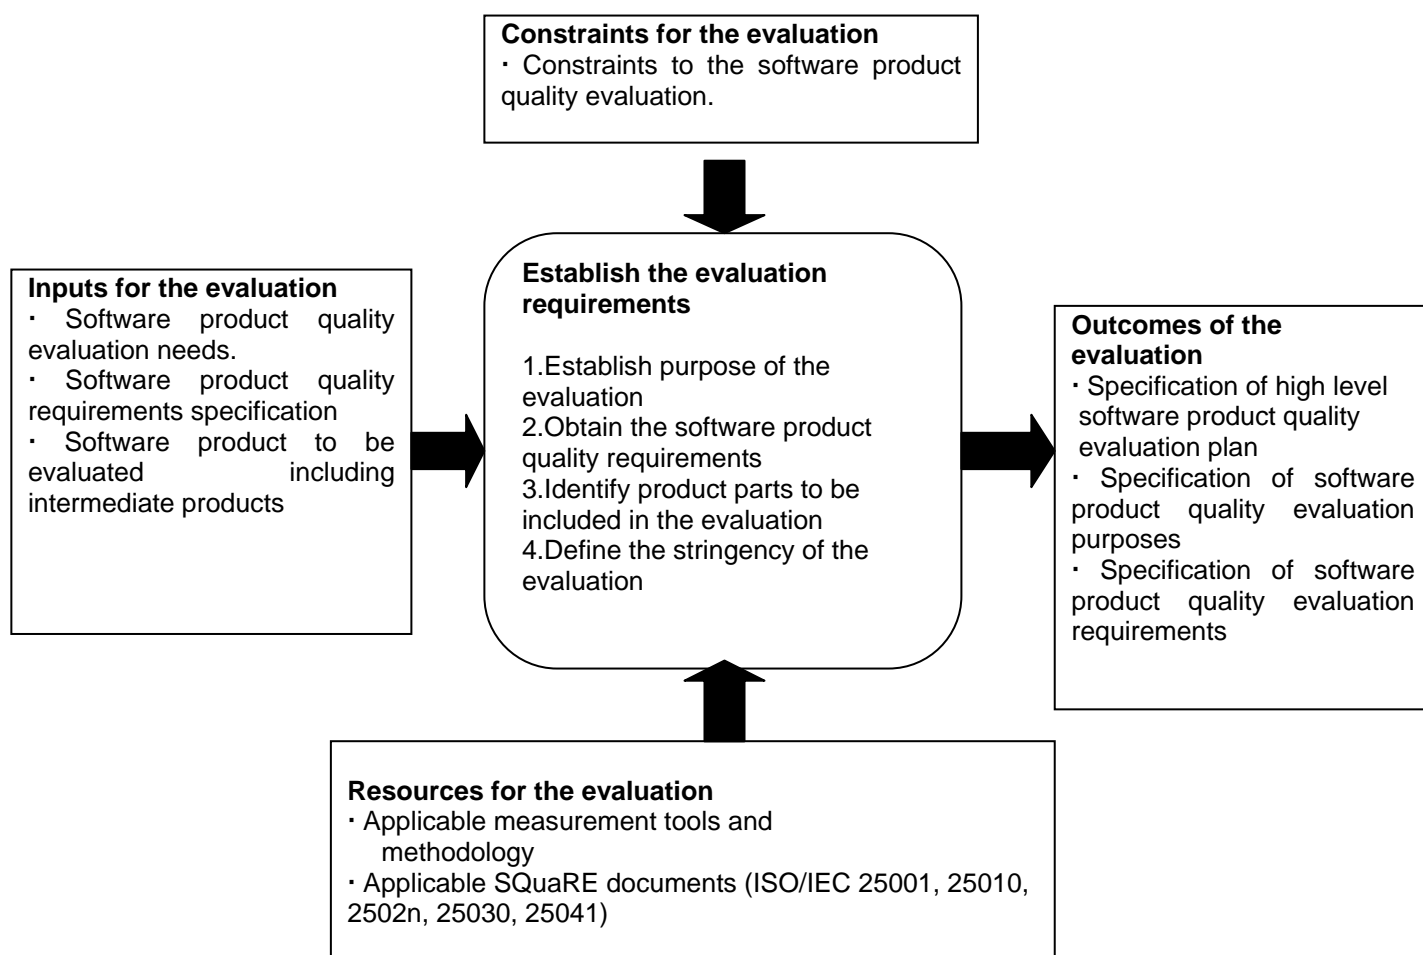 Constraints for the evaluation
· Constraints to the software product
quality evaluation.
Inputs for the evaluation
· Software product quality
evaluation needs.
· Software product quality
requirements specification
· Software product to be
evaluated including
intermediate products
Establish the evaluation
requirements
1.Establish purpose of the
evaluation
2.Obtain the software product
quality requirements
3.Identify product parts to be
included in the evaluation
4.Define the stringency of the
evaluation
Outcomes of the
evaluation
· Specification of high level
software product quality
evaluation plan
· Specification of software
product quality evaluation
purposes
· Specification of software
product quality evaluation
requirements
Resources for the evaluation
· Applicable measurement tools and
methodology
· Applicable SQuaRE documents (ISO/IEC 25001, 25010,
2502n, 25030, 25041)